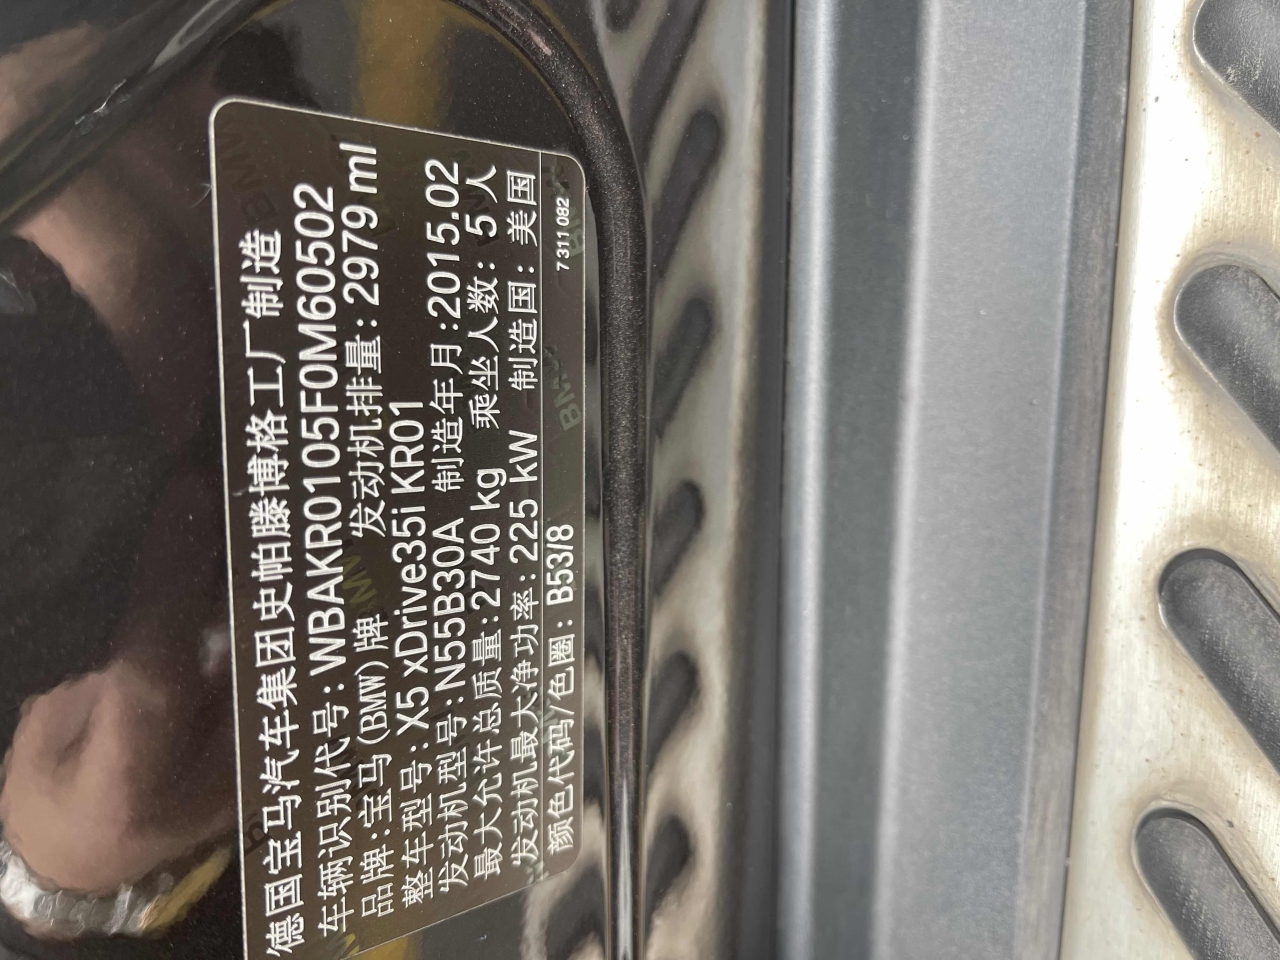 德国宝马汽车集团史帕滕博格工厂制造
车辆识别代号:WBAKR0105F0M60502
品牌:宝马(BMW)牌 发动机排量:2979 ml
整车型号:X5 xDrive35i KR01
发动机型号:N55B30A 制造年月:2015.02
最大允许总质量:2740 kg 乘坐人数: 5人
发动机最大净功率:225 kW 制造国: 美国
颜色代码/色圈: B53/8 7311 082